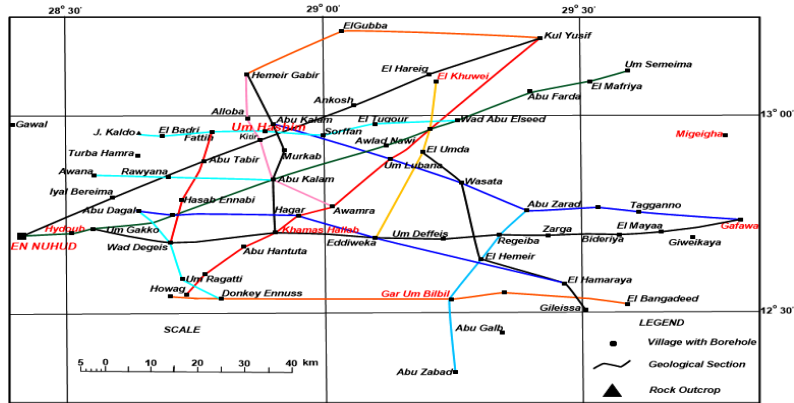 28° 30' 29° 00' 29° 30'
ElGubba
Kul Yusif
El Hareig
Um Semeima
Hemeir Gabir
El Khuwei
El Mafriya
Ankosh
Abu Farda
Alloba
13° 00'
Gawal
Abu Kalam
El Tugour
Wad Abu Elseed
J. Kaldo
El Badri
Um Hashim
Sorffan
Migeigha
Fattin
Kinir
Awlad Nawi
El Umda
Turba Hamra
Abu Tabir
Murkab
Um Lubana
Awana
Rawyana
Abu Kalam
Wasata
Iyal Bereima
Hasab Ennabi
Abu Dagal
Hagar
Awamra
Abu Zarad
Tagganno
Hydoub
Um Gakko
Khamas Hallab
Um Deffeis
Zarga
El Mayaa
Gafawa
EN NUHUD
Wad Degeis
Abu Hantuta
Eddiweka
Regeiba
Bideriya
Giweikaya
El Hemeir
Um Ragatti
El Hamaraya
Howag
Donkey Ennuss
Gar Um Bilbil
El Bangadeed
Gileissa
12° 30'
SCALE
Abu Galb
LEGEND
Village with Borehole
km
Geological Section
5 0 10 20 30 40
Abu Zabad
Rock Outcrop